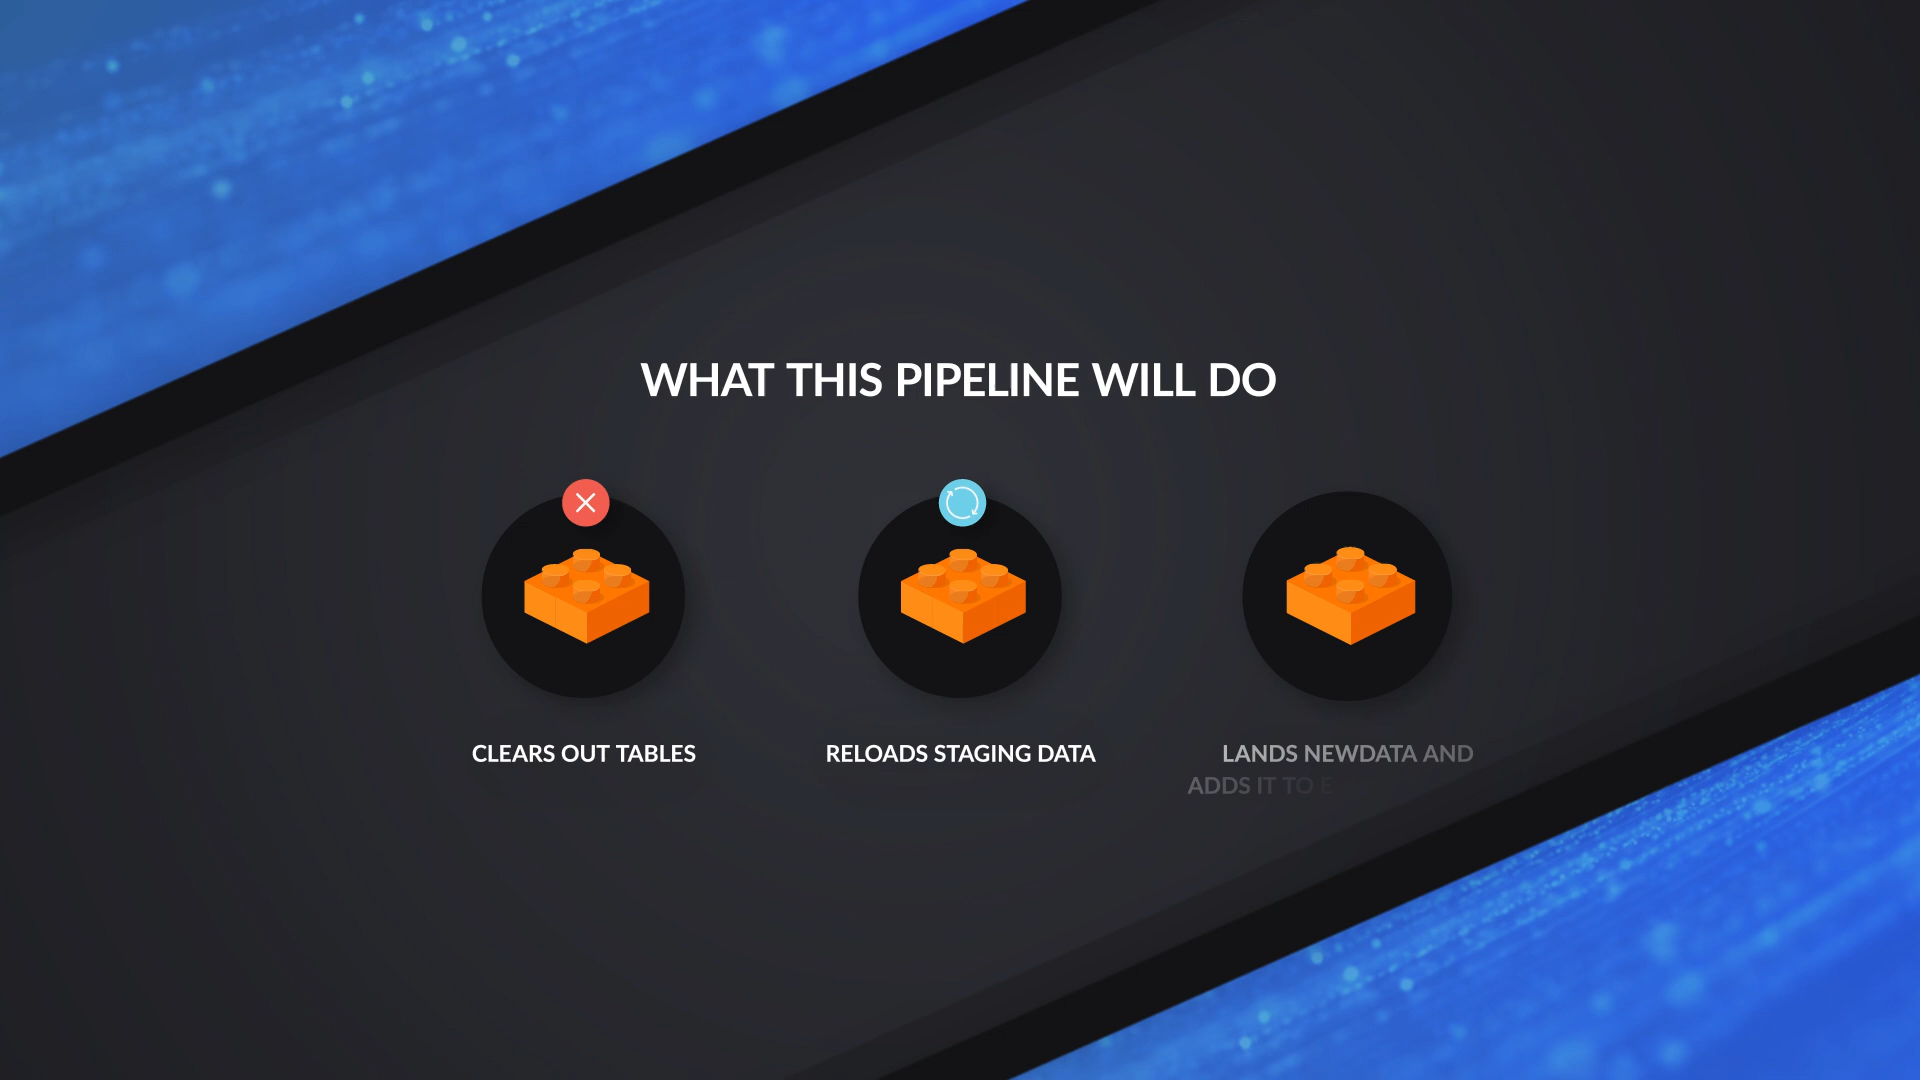 WHAT THIS PIPELINE WILL DO
CLEARS OUT TABLES
RELOADS STAGING DATA
LANDS NEWDATA AND
ADDS IT TO E